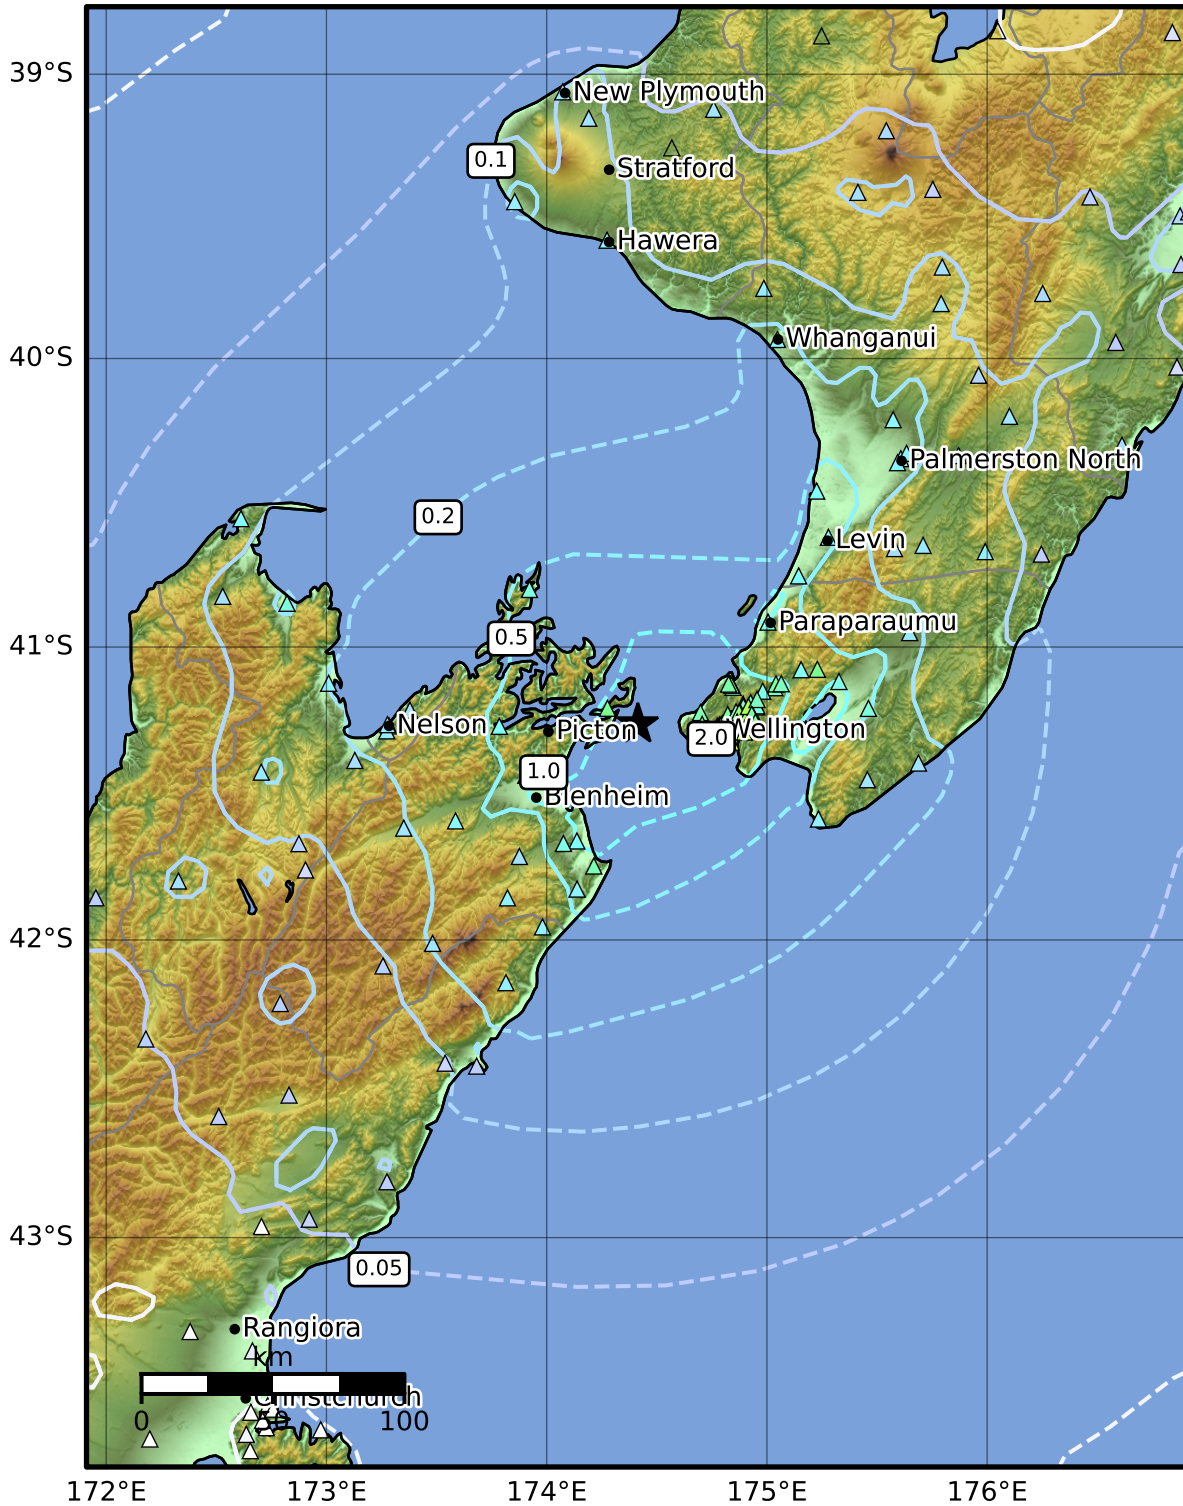 39°S
New Plymouth
0.1
Stratford
Hawera
Whanganui
40°S
Palmerston North
0.2
Levin
Paraparaumu
0.5
41°S
Nelson
Picton
Wellington
2.0
1.0
Blenheim
42°S
43°S
0.05
Rangiora
km
Christchurch
0
100
172°E
173°E
174°E
175°E
176°E